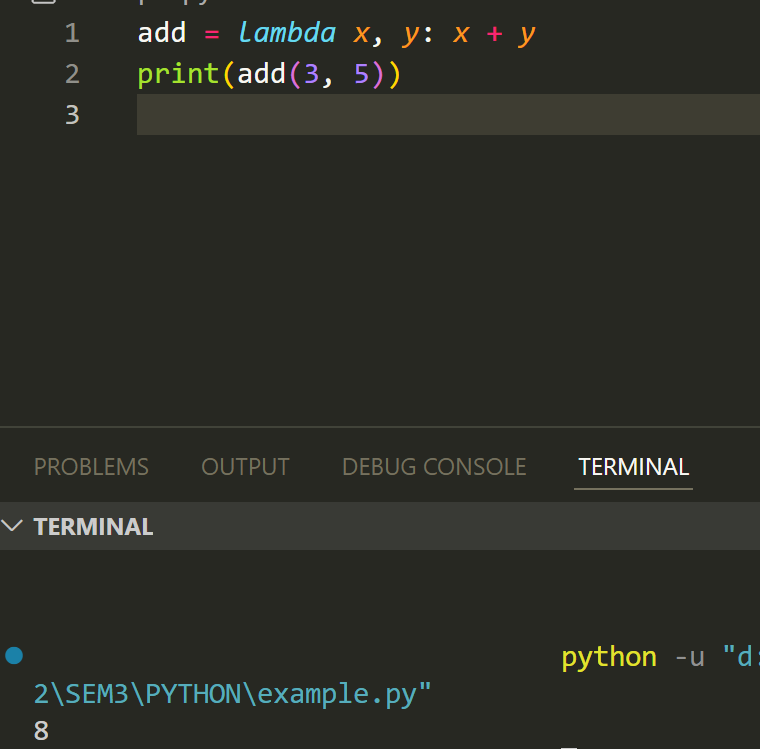 1 add = lambda x, y: x + y
2 print(add(3, 5))
3
PROBLEMS OUTPUT DEBUG CONSOLE TERMINAL
TERMINAL
python -u "d:
2\SEM3\PYTHON\example.py"
8